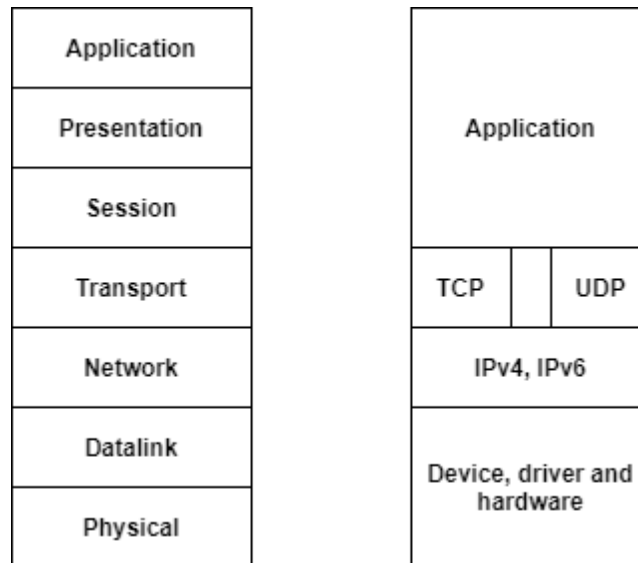 Application
Presentation
Session
Transport
Network
Datalink
Physical
Application
TCP
UDP
IPv4, IPv6
Device, driver and
hardware